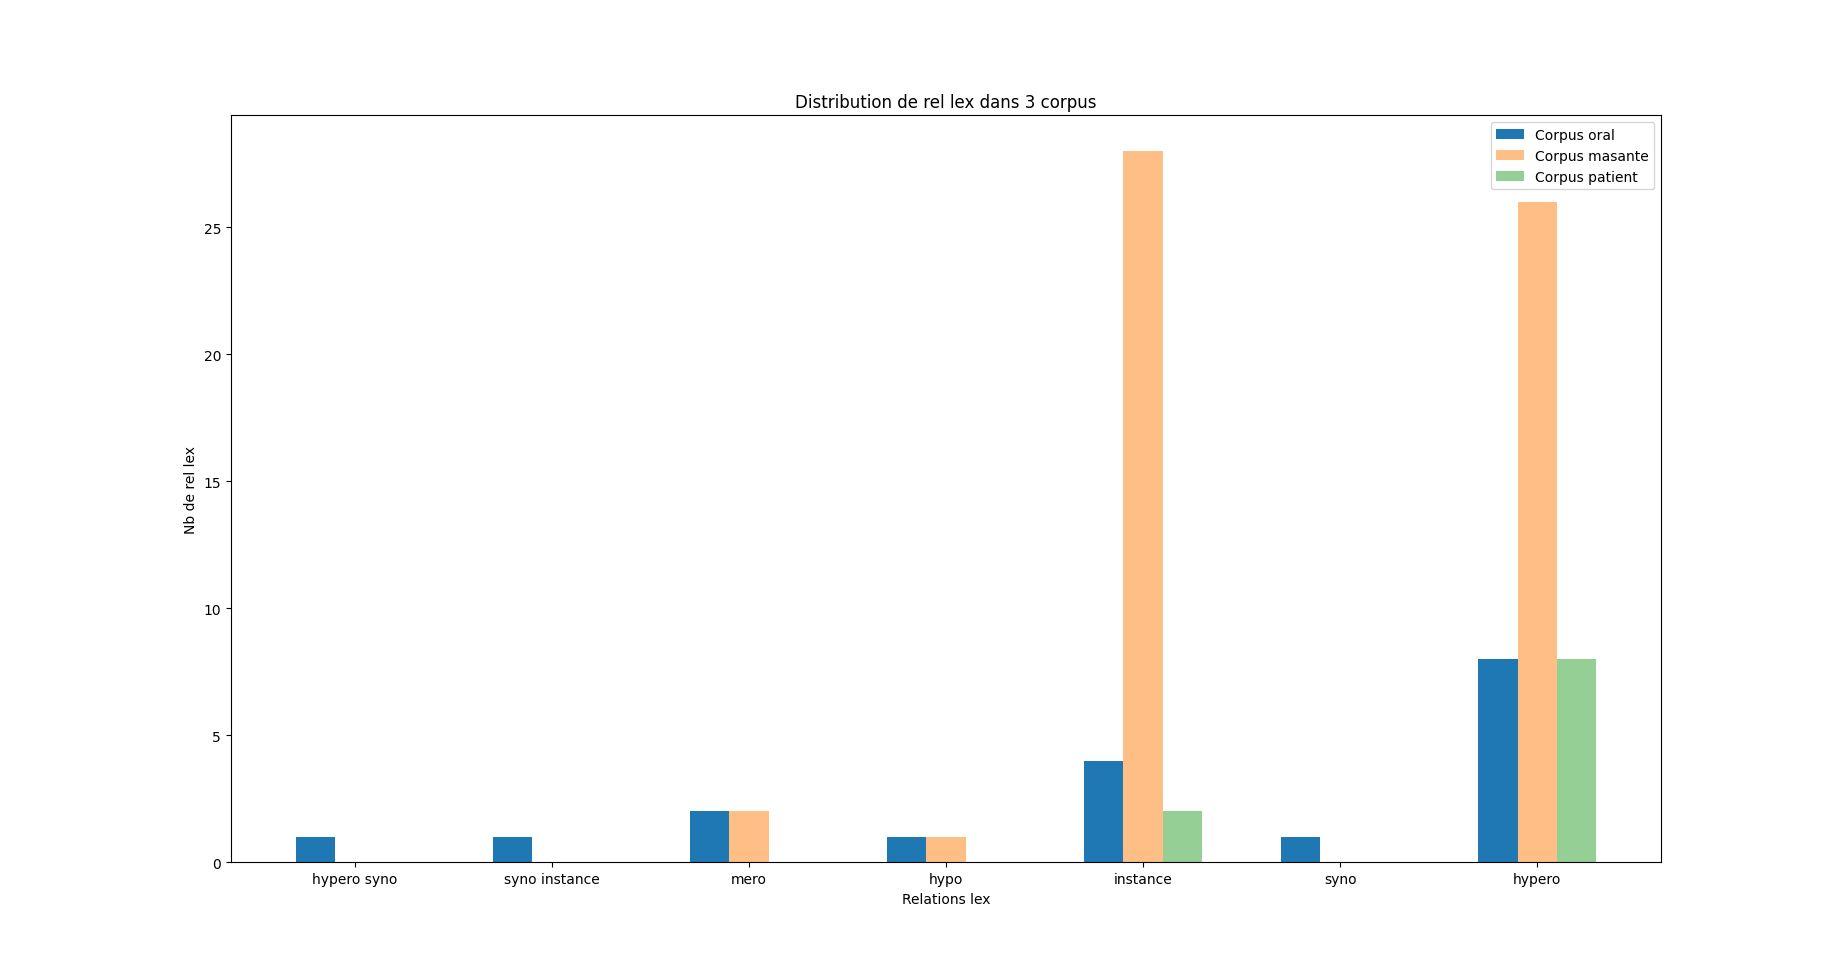 Distribution de rel lex dans 3 corpus
Corpus oral
Corpus masante
Corpus patient
Nb de rel lex
25
20
15
10
5
0
hypero syno
syno instance
mero
hypo
instance
syno
hypero
Relations lex